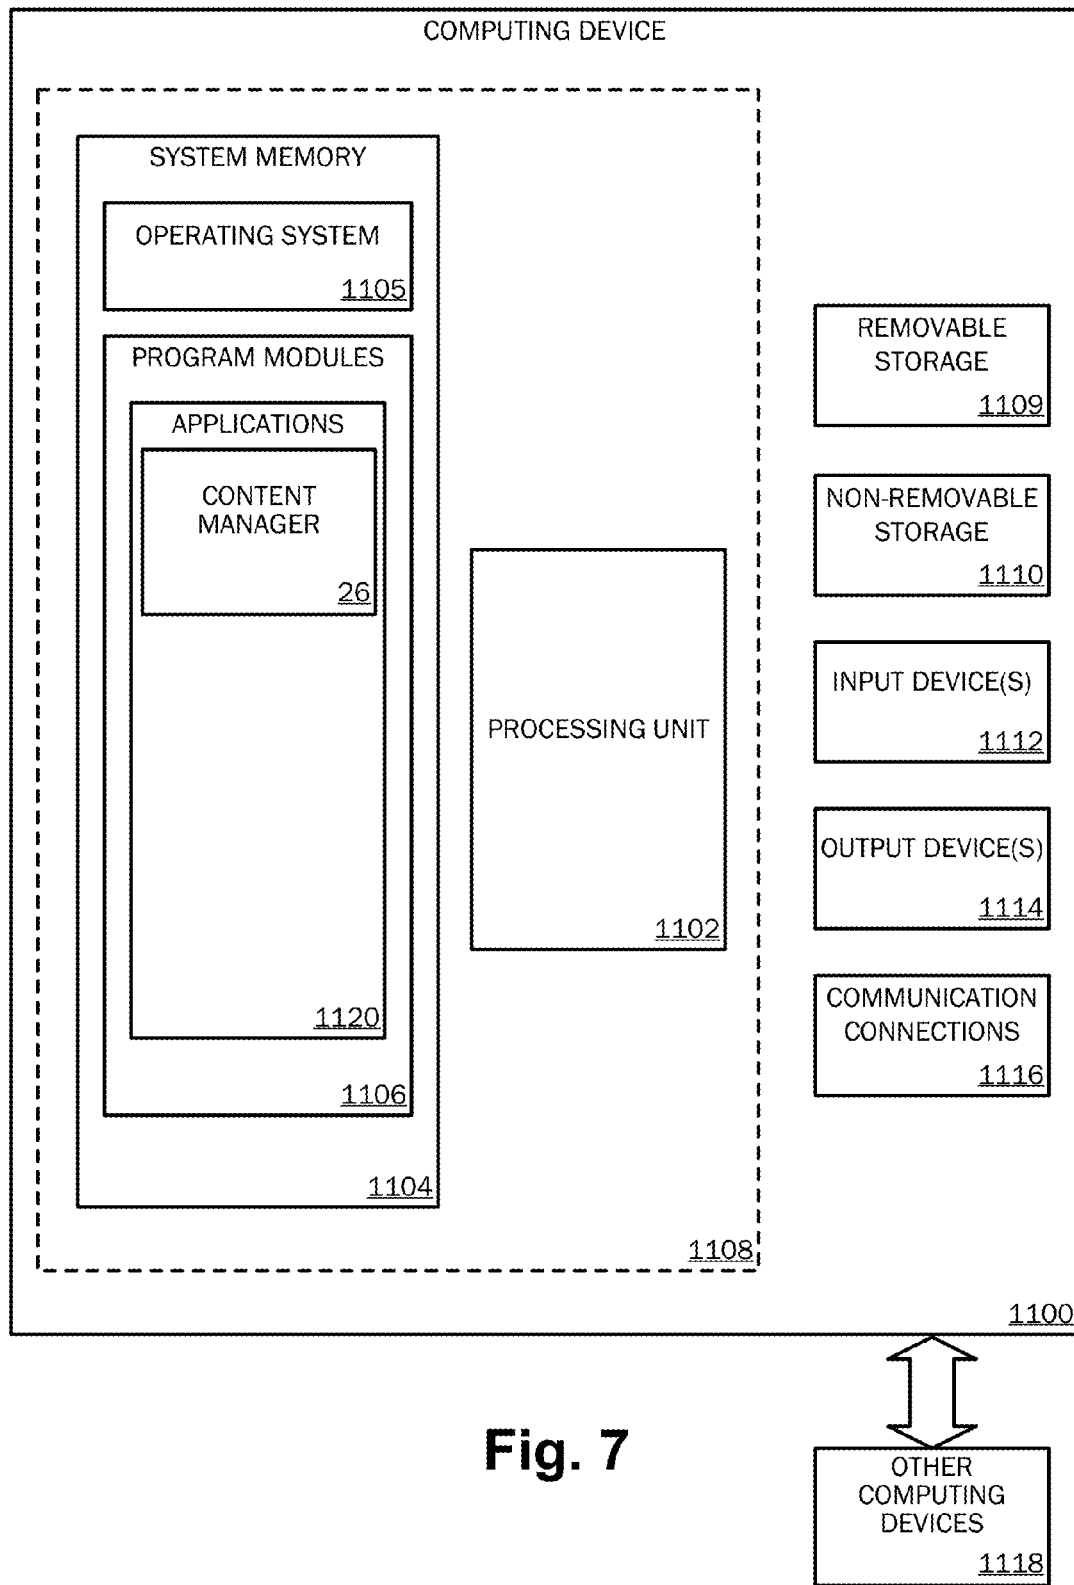 COMPUTING DEVICE
SYSTEM MEMORY
OPERATING SYSTEM
1105
PROGRAM MODULES
APPLICATIONS
CONTENT
MANAGER
26
1120
1106
1104
PROCESSING UNIT
1102
1108
REMOVABLE
STORAGE
1109
NON-REMOVABLE
STORAGE
1110
INPUT DEVICE(S)
1112
OUTPUT DEVICE(S)
1114
COMMUNICATION
CONNECTIONS
1116
1100
Fig. 7
OTHER
COMPUTING
DEVICES
1118